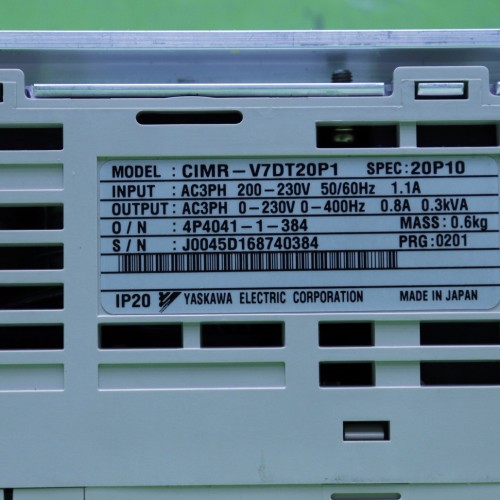 MODEL : CIMR-V7DT20P1 SPEC:20P10
INPUT : AC3PH 200-230V 50/60Hz 1.1A
OUTPUT: AC3PH 0-230V 0-400Hz 0.8A 0.3kVA
O/N : 4P4041-1-384 MASS:0.6kg
S/N : J0045D168740384 PRG:0201
IP20 YASKAWA ELECTRIC CORPORATION MADE IN JAPAN